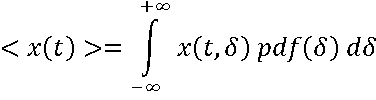 < x(t) >= ∫_{−∞}^{+∞} x(t, δ) pdf(δ) dδ